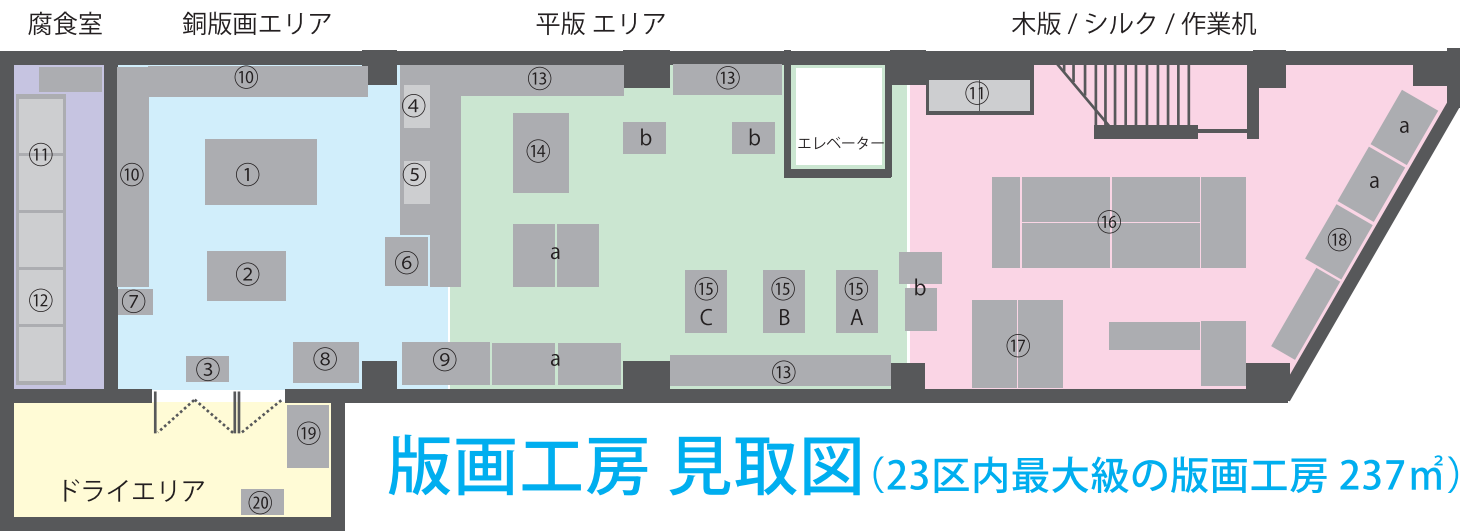 腐食室 銅版画エリア 平版 エリア 木版 / シルク / 作業机
⑩ ⑬ ⑬ ⑪
④ a
b b エレベーター
⑪ ⑭
⑩ ① ⑤ a
⑯ ⑱
② ⑥ a
⑫ ⑦ ⑮ ⑮ ⑮ b
C B A
③ ⑧ ⑨ a ⑬ ⑰
⑲
ドライエリア
⑳
版画工房 見取図（23区内最大級の版画工房 237㎡）